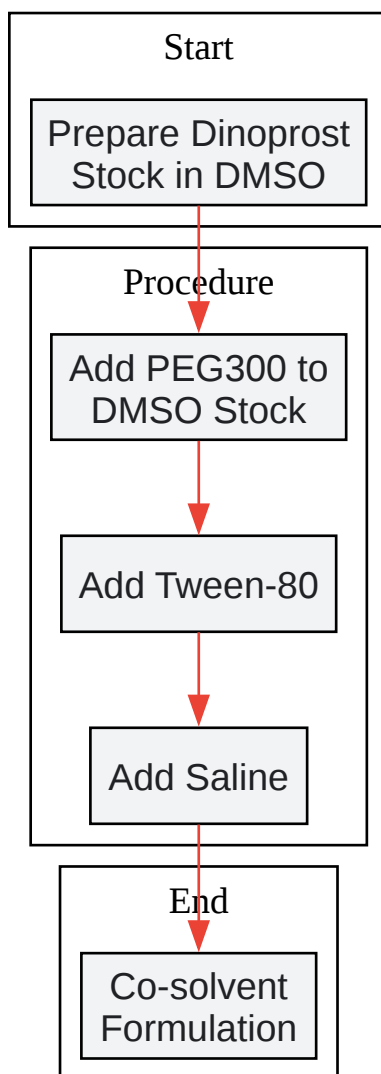 Start
Prepare Dinoprost
Stock in DMSO
Procedure
Add PEG300 to
DMSO Stock
Add Tween-80
Add Saline
End
Co-solvent
Formulation